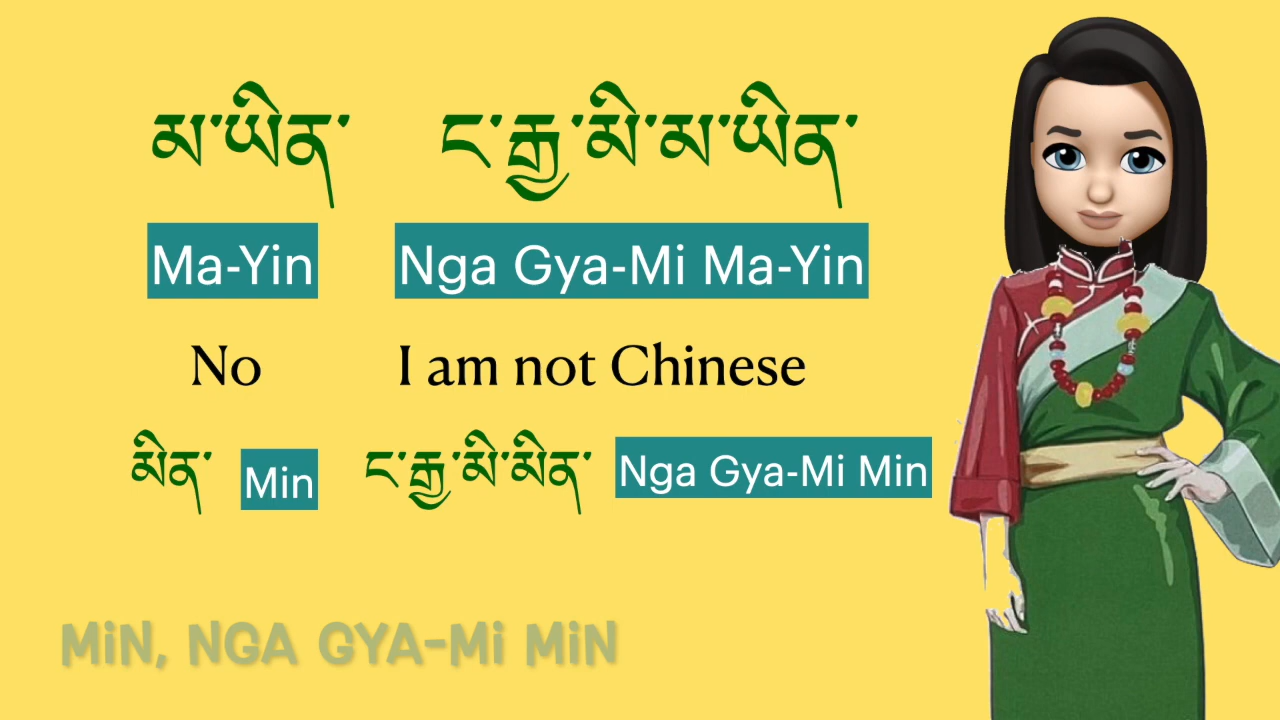 མ་ཡིན་ ང་རྒྱ་མི་མ་ཡིན་
Ma-Yin Nga Gya-Mi Ma-Yin
No I am not Chinese
མིན་ Min ང་རྒྱ་མི་མིན་ Nga Gya-Mi Min
MiN, NGA GYA-Mi MiN